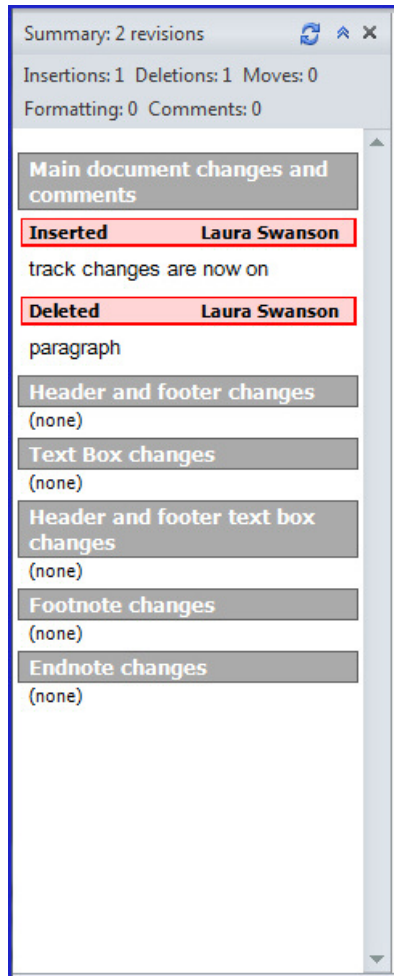 Summary: 2 revisions
Insertions: 1 Deletions: 1 Moves: 0
Formatting: 0 Comments: 0
Main document changes and
comments
Inserted Laura Swanson
track changes are now on
Deleted Laura Swanson
paragraph
Header and footer changes
(none)
Text Box changes
(none)
Header and footer text box
changes
(none)
Footnote changes
(none)
Endnote changes
(none)